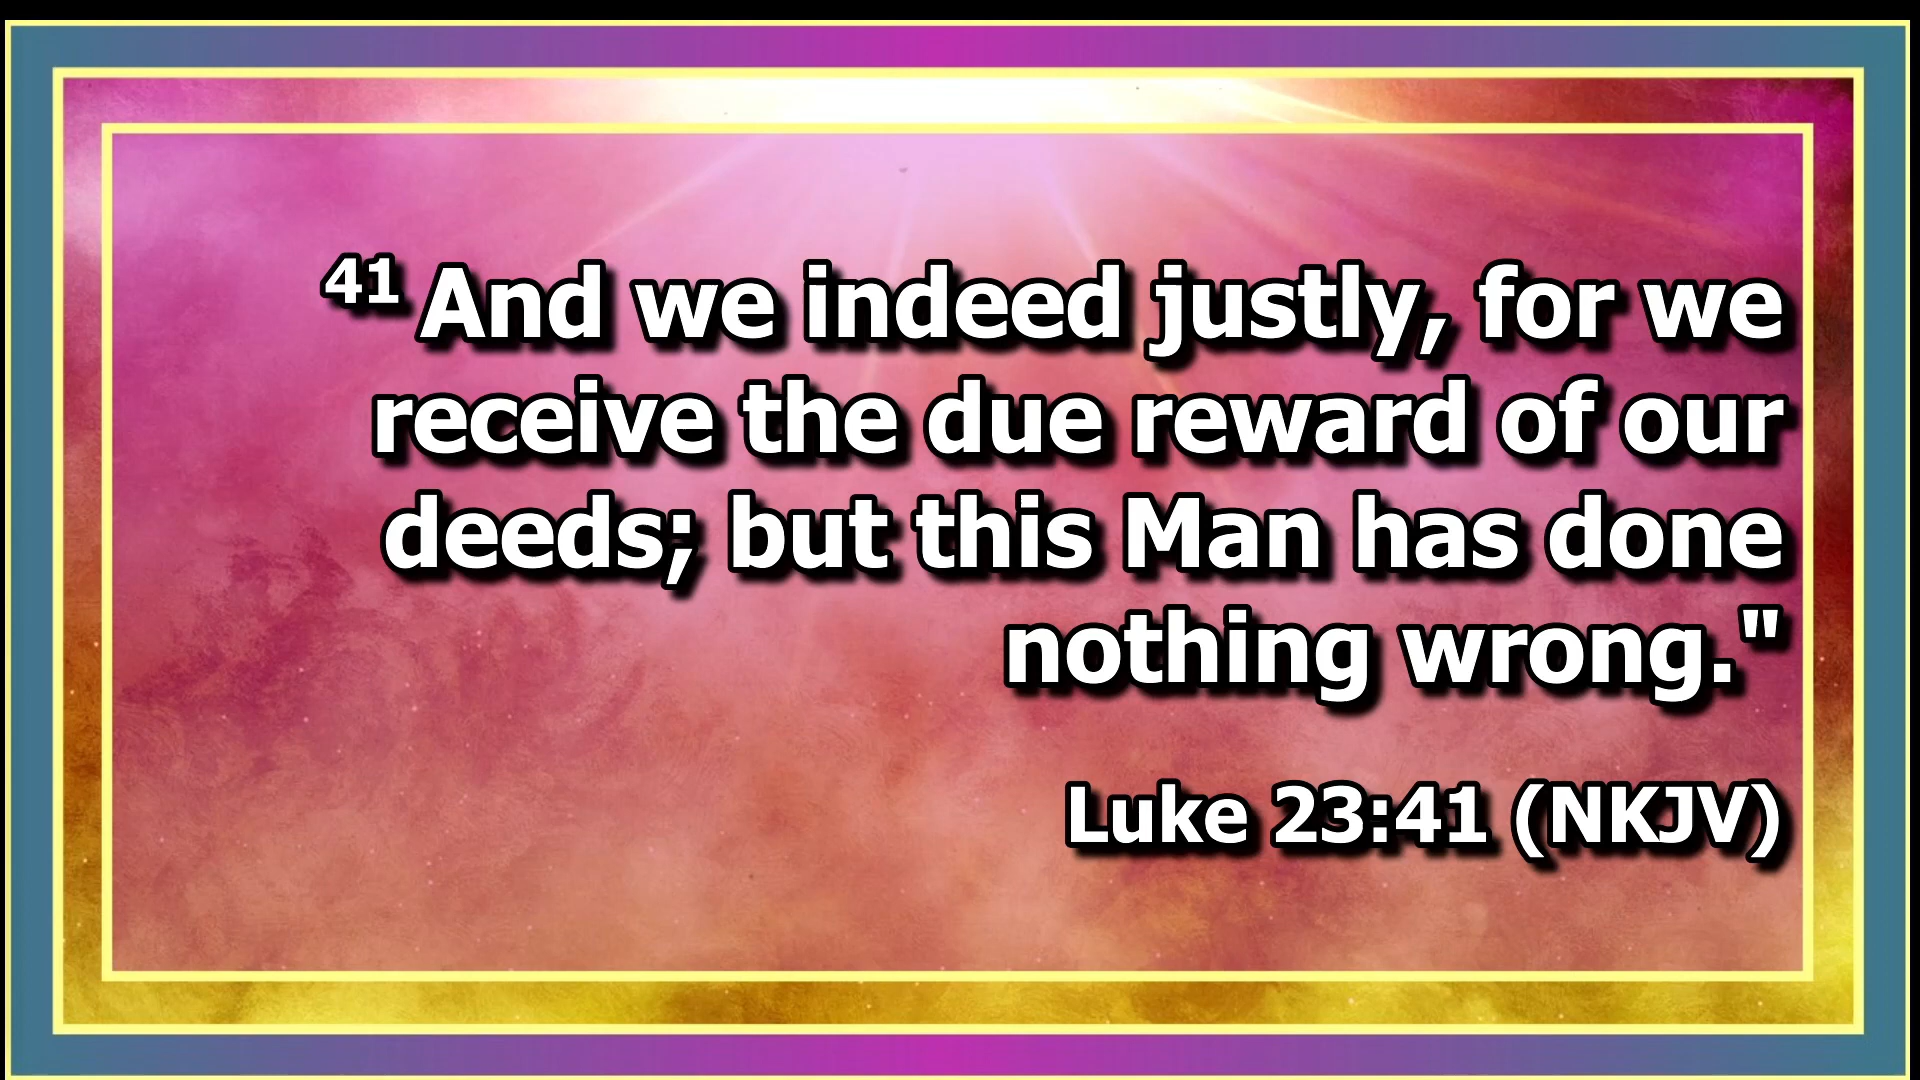 41 And we indeed justly, for we
receive the due reward of our
deeds; but this Man has done
nothing wrong."
Luke 23:41 (NKJV)